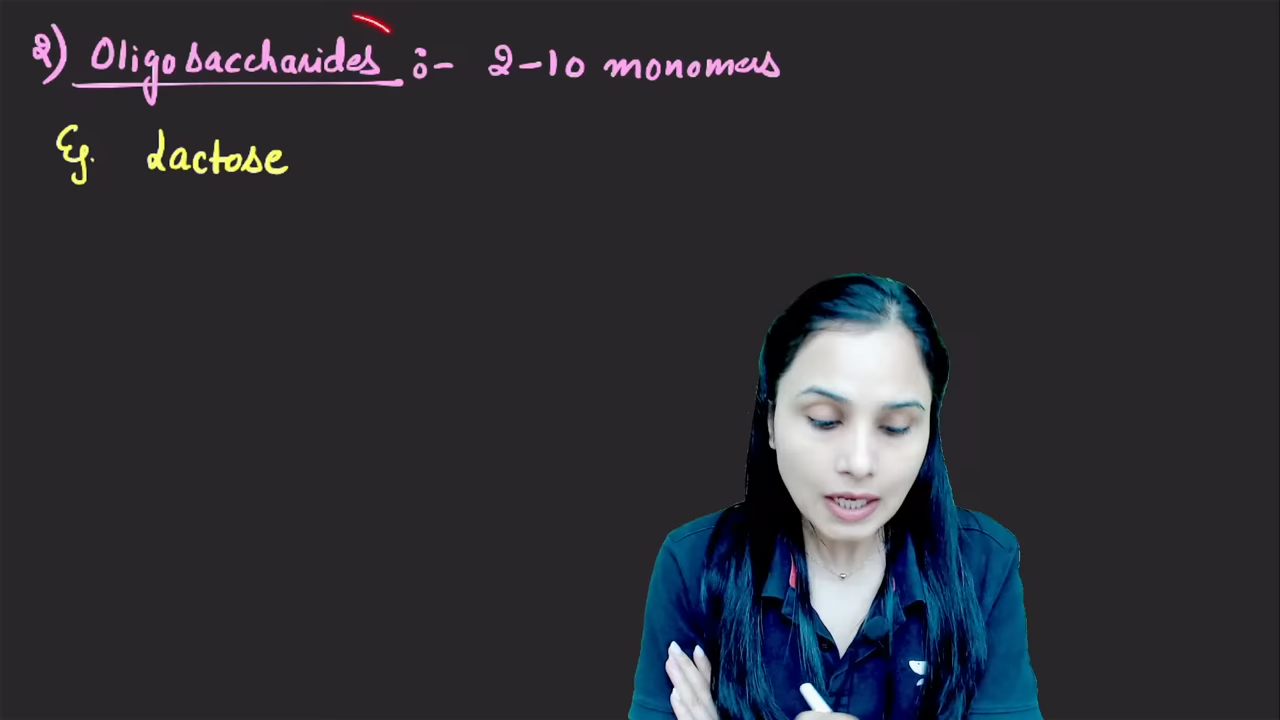 2) Oligosaccharides :- 2-10 monomers
Eg. Lactose